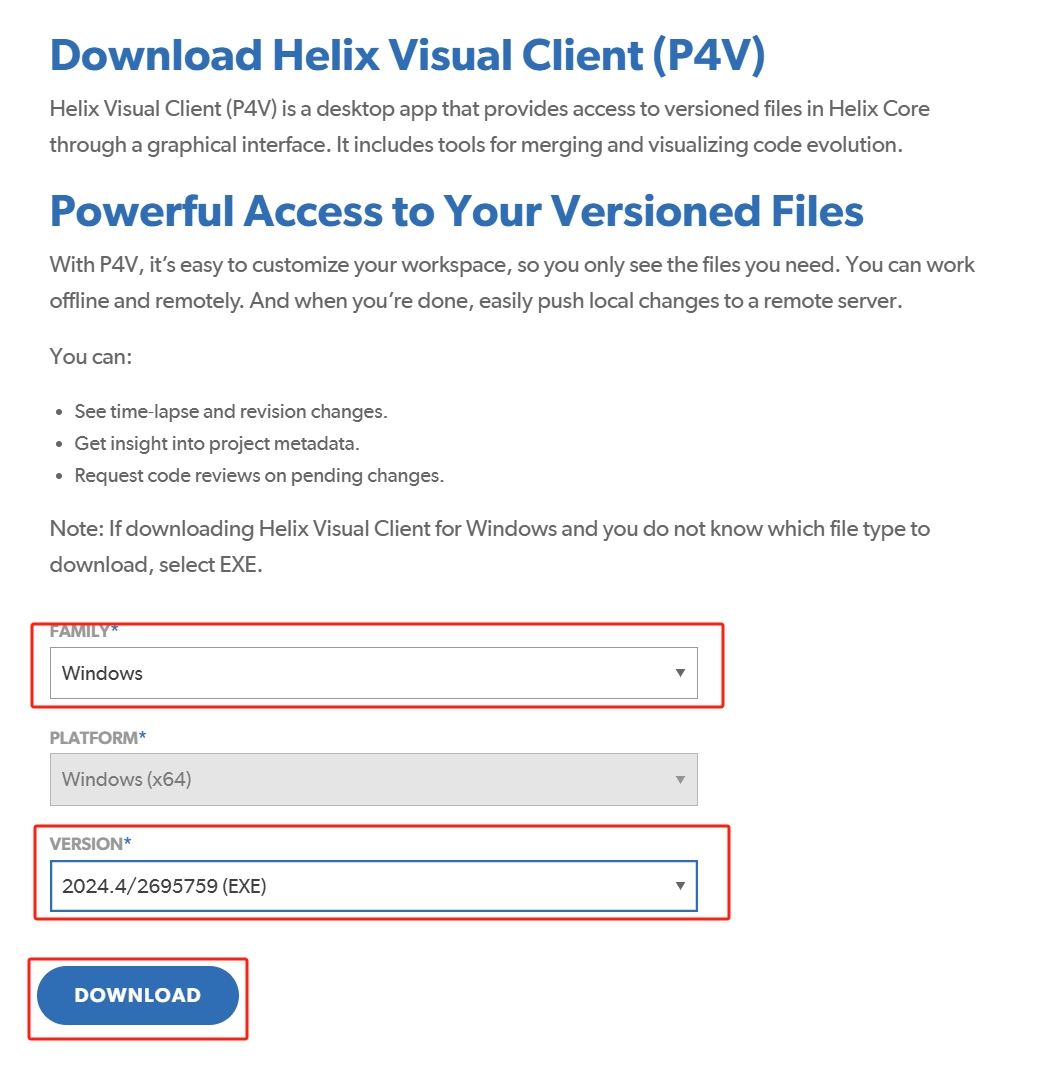 Download Helix Visual Client (P4V)
Helix Visual Client (P4V) is a desktop app that provides access to versioned files in Helix Core
through a graphical interface. It includes tools for merging and visualizing code evolution.
Powerful Access to Your Versioned Files
With P4V, it’s easy to customize your workspace, so you only see the files you need. You can work
offline and remotely. And when you’re done, easily push local changes to a remote server.
You can:
• See time-lapse and revision changes.
• Get insight into project metadata.
• Request code reviews on pending changes.
Note: If downloading Helix Visual Client for Windows and you do not know which file type to
download, select EXE.
FAMILY*
Windows
PLATFORM*
Windows (x64)
VERSION*
2024.4/2695759 (EXE)
DOWNLOAD